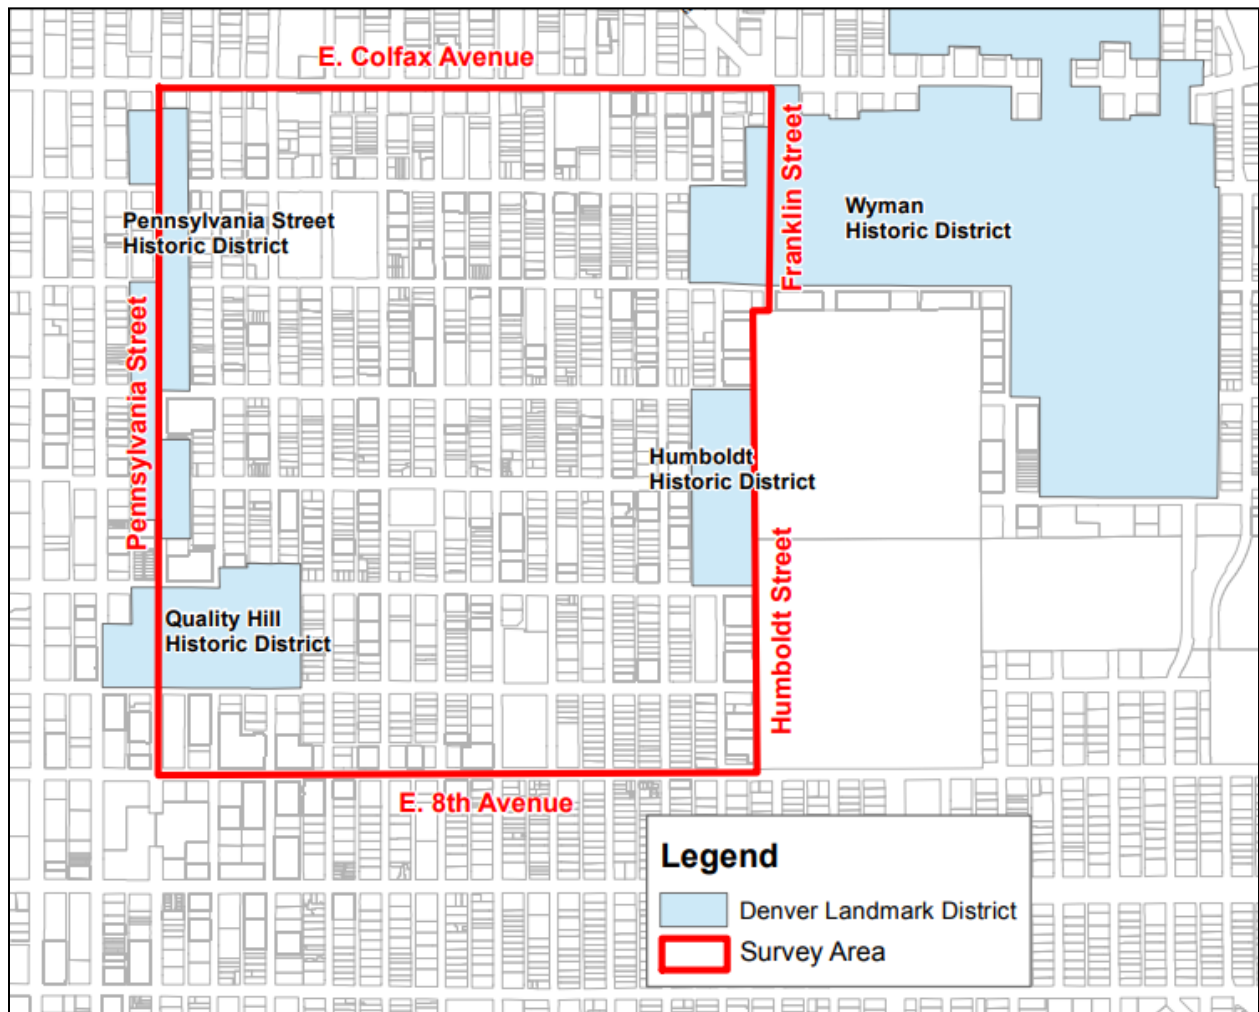 E. Colfax Avenue
Franklin Street
Wyman
Historic District
Pennsylvania Street
Historic District
Pennsylvania Street
Humboldt
Historic District
Humboldt Street
Quality Hill
Historic District
E. 8th Avenue
Legend
Denver Landmark District
Survey Area